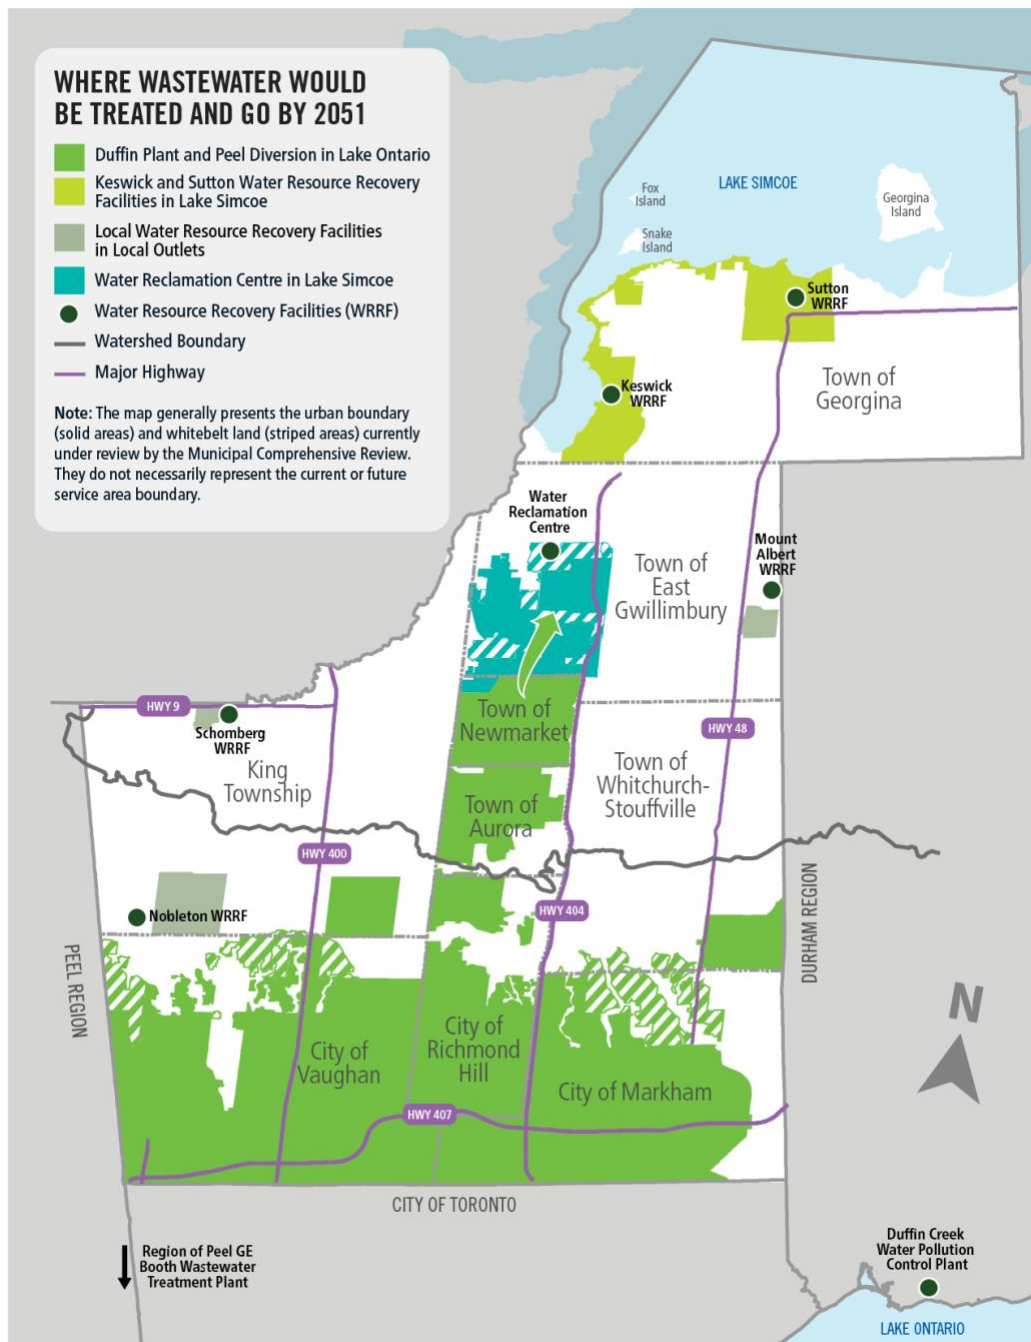 WHERE WASTEWATER WOULD
BE TREATED AND GO BY 2051
Duffin Plant and Peel Diversion in Lake Ontario
Keswick and Sutton Water Resource Recovery
Facilities in Lake Simcoe
Local Water Resource Recovery Facilities
in Local Outlets
Water Reclamation Centre in Lake Simcoe
Water Resource Recovery Facilities (WRRF)
Watershed Boundary
Major Highway
Note: The map generally presents the urban boundary
(solid areas) and whitebelt land (striped areas) currently
under review by the Municipal Comprehensive Review.
They do not necessarily represent the current or future
service area boundary.
LAKE SIMCOE
Fox
Island
Georgina
Island
Snake
Island
Sutton
WRRF
Keswick
WRRF
Town of
Georgina
Water
Reclamation
Centre
Mount
Albert
WRRF
Town of
East
Gwillimbury
HWY 9
Schomberg
WRRF
King
Township
Town of
Newmarket
HWY 48
Town of
Whitchurch-
Stouffville
Town of
Aurora
HWY 400
HWY 404
Nobleton WRRF
PEEL REGION
DURHAM REGION
N
City of
Vaughan
City of
Richmond
Hill
City of Markham
HWY 407
CITY OF TORONTO
Region of Peel GE
Booth Wastewater
Treatment Plant
Duffin Creek
Water Pollution
Control Plant
LAKE ONTARIO